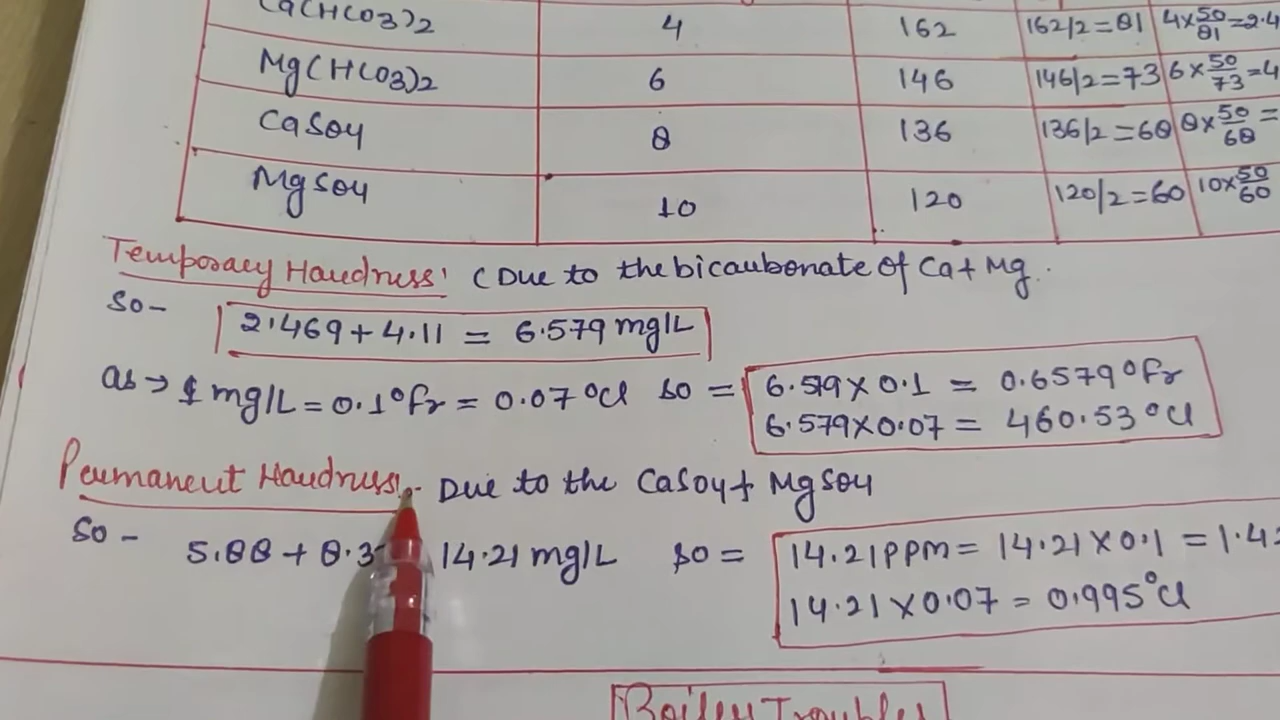 Ca(HCO3)2 4 162 162/2=81 4×50/81=2.4
Mg(HCO3)2 6 146 146/2=73 6×50/73=4
CaSO4 8 136 136/2=68 8×50/68=
MgSO4 10 120 120/2=60 10×50/60
Temporary Hardness: (Due to the bicarbonate of Ca+Mg.
So- 2.469+4.11 = 6.579 mg/L
as → 1 mg/L = 0.1°fr = 0.07°Cl so = 6.579×0.1 = 0.6579°fr
6.579×0.07 = 460.53°Cl
Permanent Hardness:- Due to the CaSO4+ MgSO4
So- 5.88+8.3 14.21 mg/L so = 14.21PPM= 14.21×0.1 = 1.4
14.21×0.07 = 0.995°Cl
Boiler Troubles